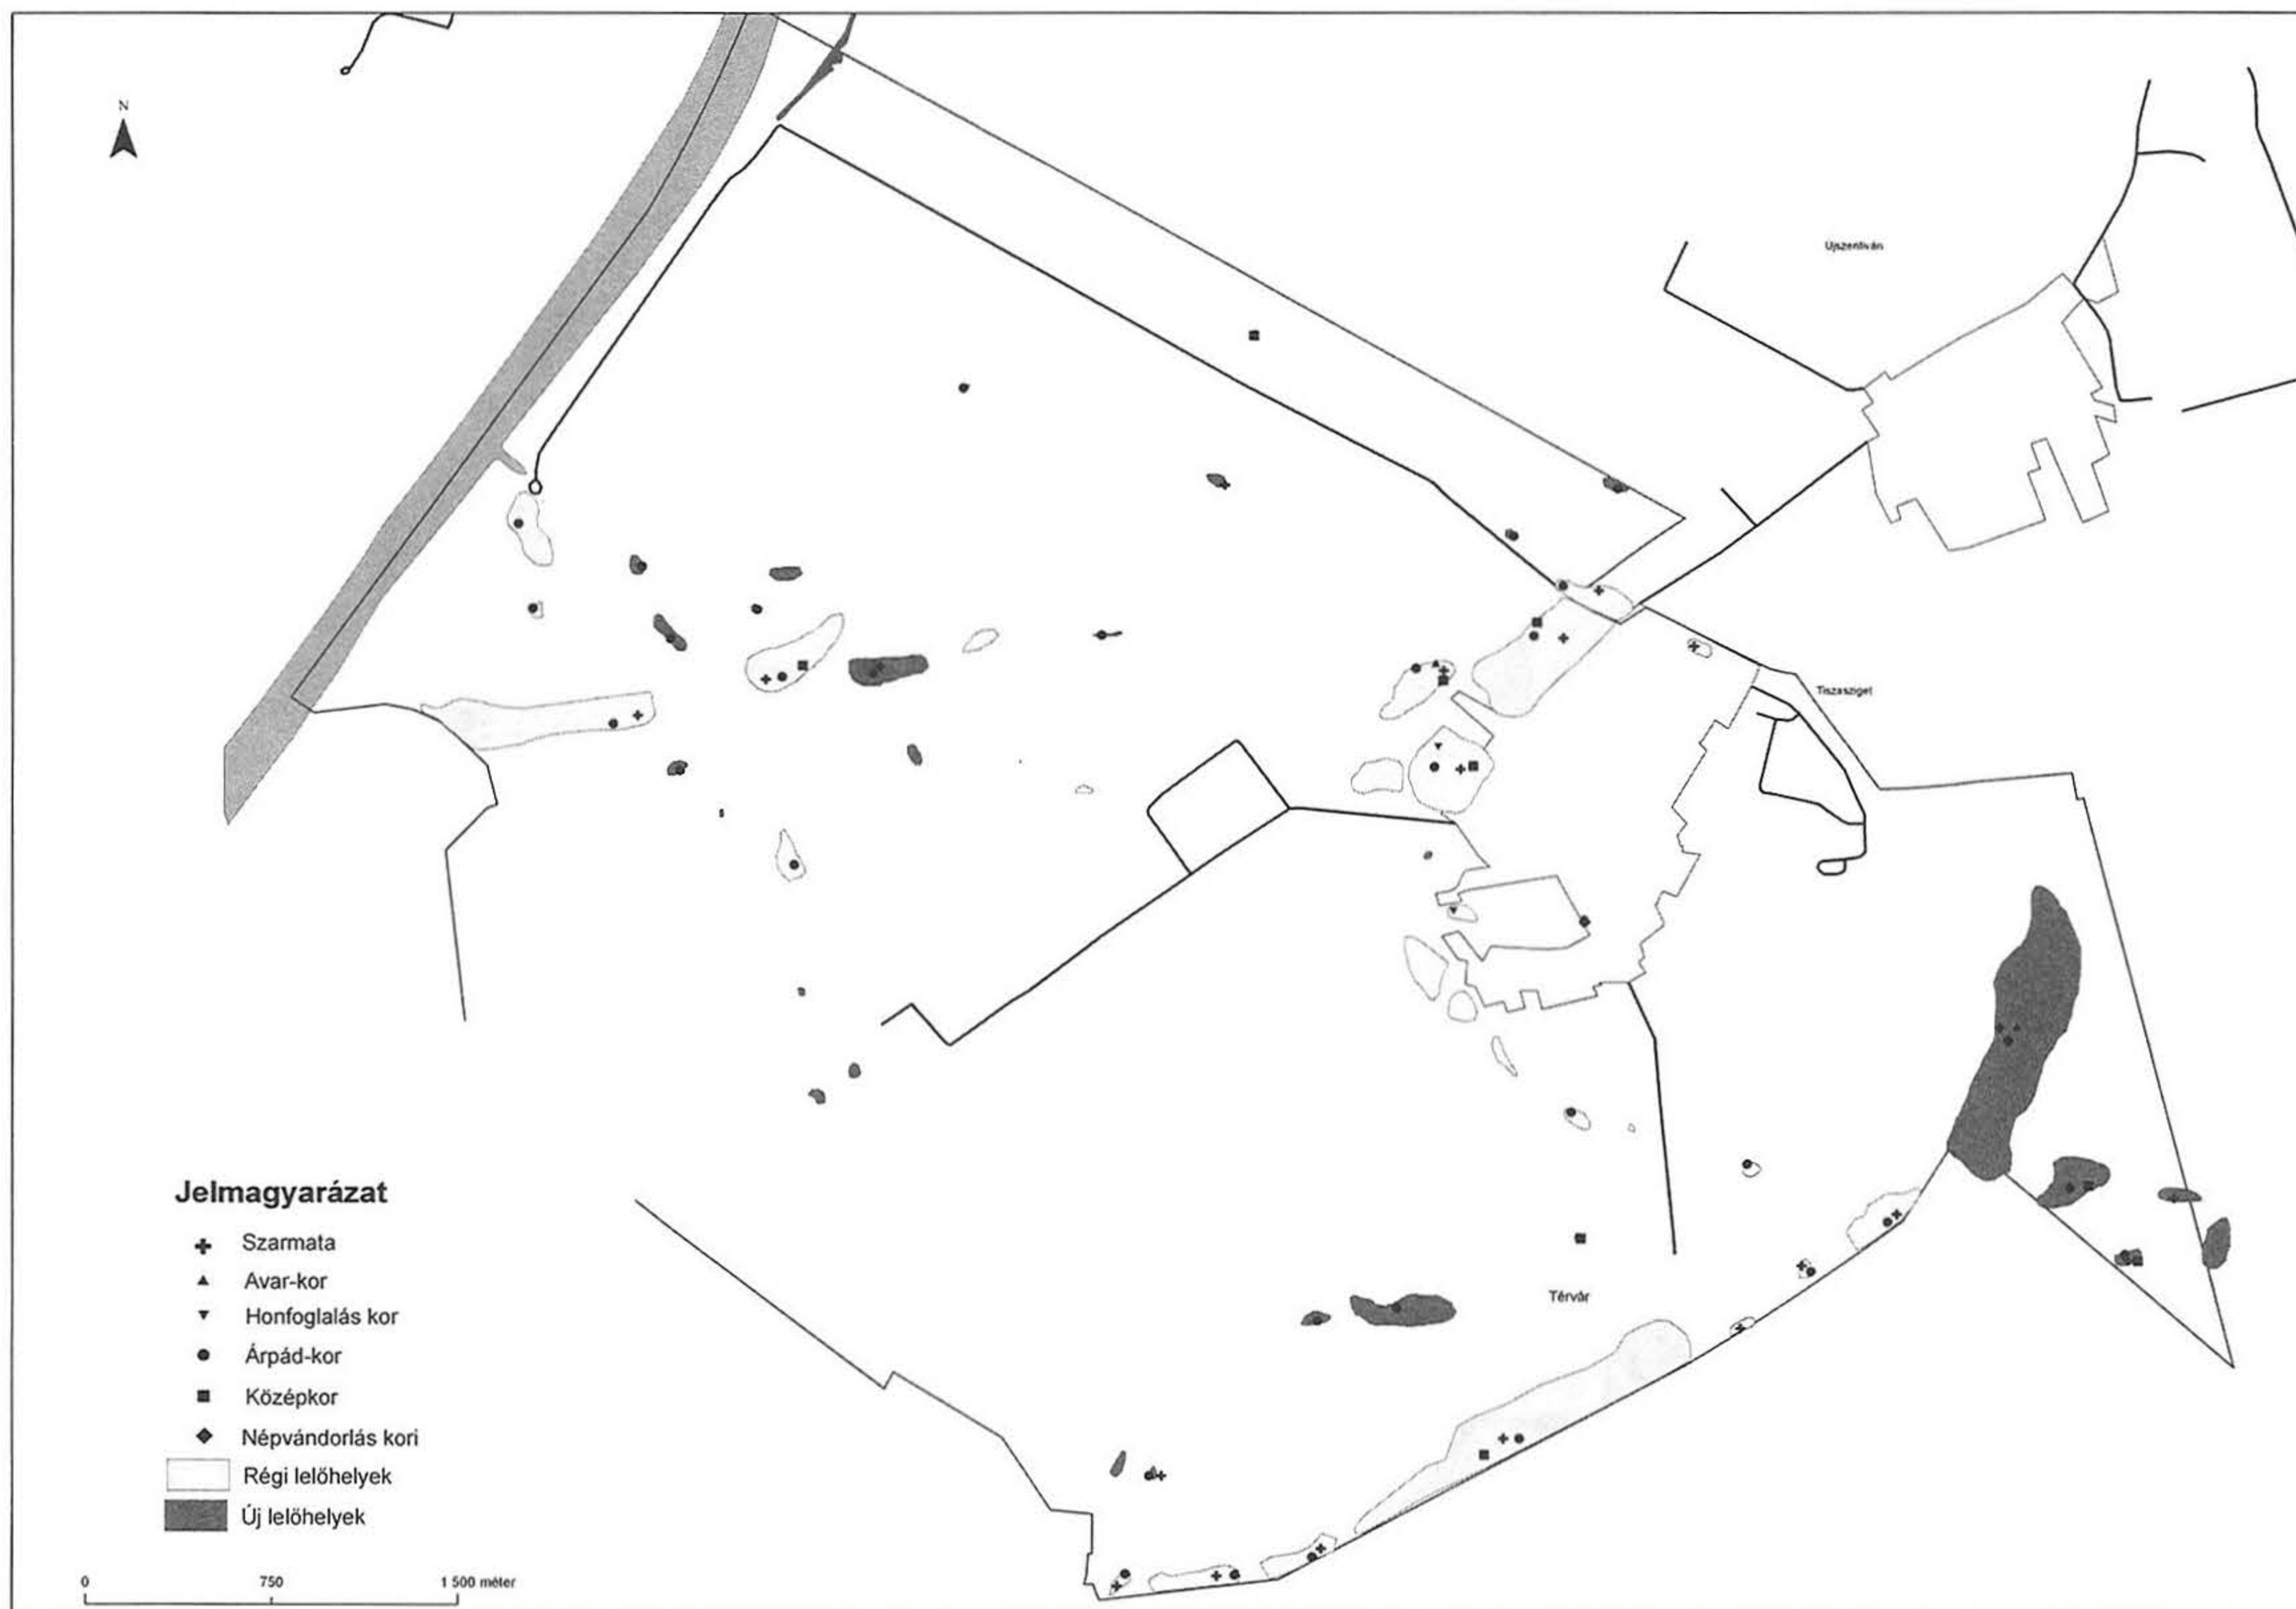 N
Újszentiván
Tiszasziget
Térvár
Jelmagyarázat
Szarmata
Avar-kor
Honfoglalás kor
Árpád-kor
Középkor
Népvándorlás kori
Régi lelőhelyek
Új lelőhelyek
0 750 1 500 méter